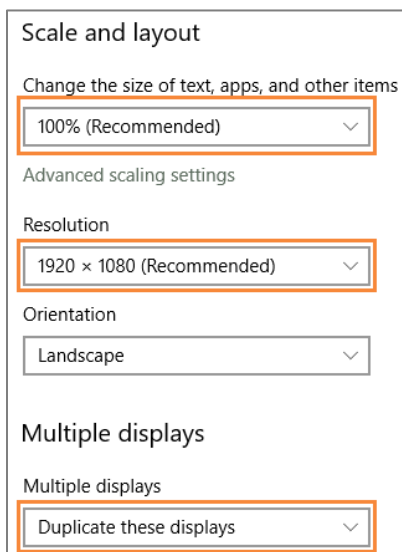 Scale and layout
Change the size of text, apps, and other items
100% (Recommended)
Advanced scaling settings
Resolution
1920 × 1080 (Recommended)
Orientation
Landscape
Multiple displays
Multiple displays
Duplicate these displays